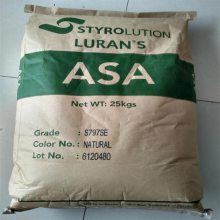 STYROLUTION
LURAN'S
ASA
Net WT: 25kgs
Grade : S797SE
Color No. : NATURAL
Lot No. : 6120480